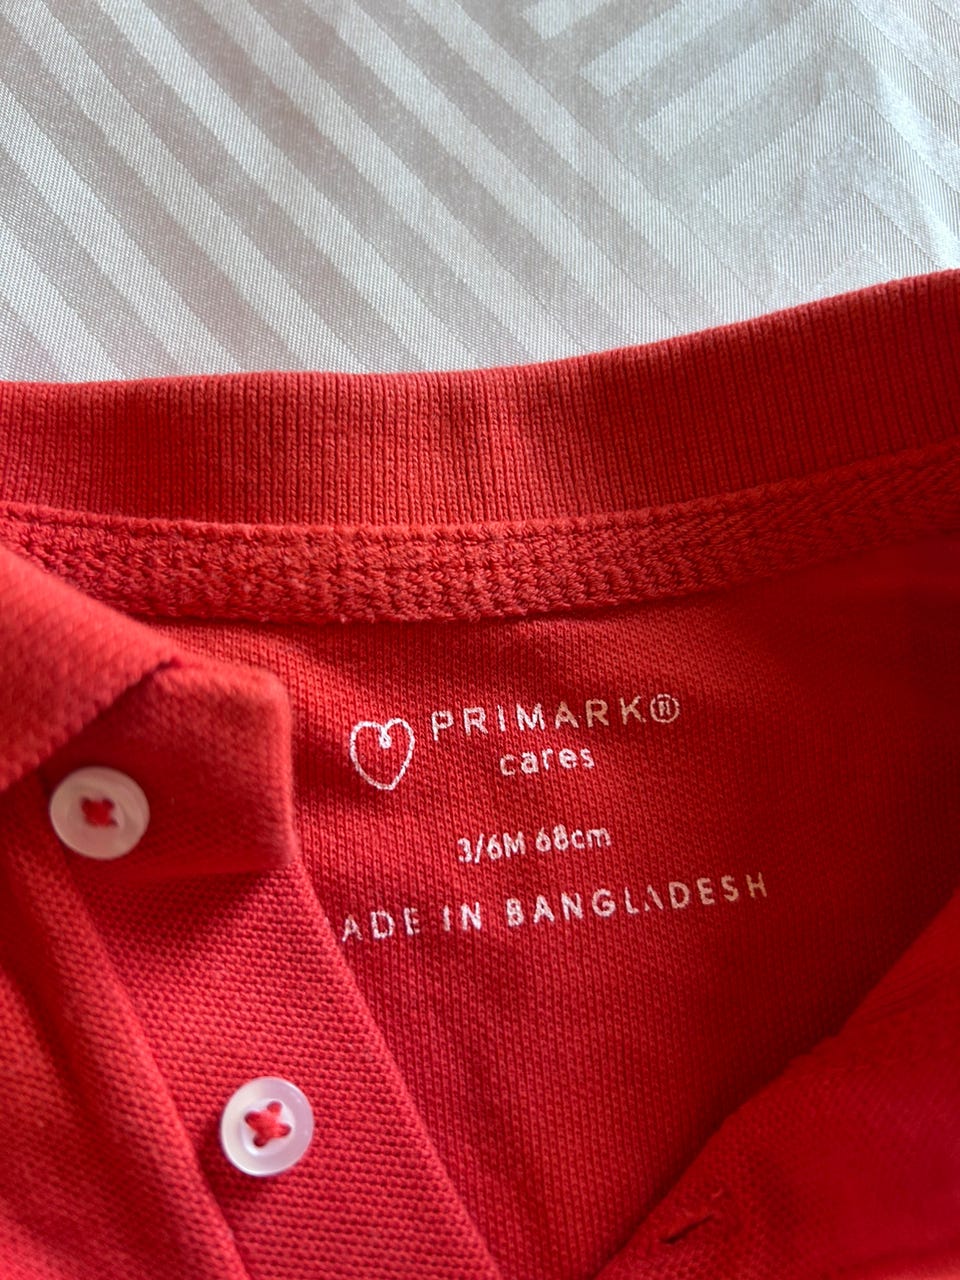 PRIMARK®
cares
3/6M 68cm
ADE IN BANGLADESH